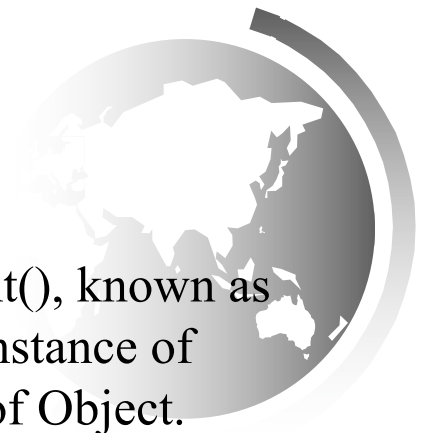 t(), known as
nstance of
of Object.